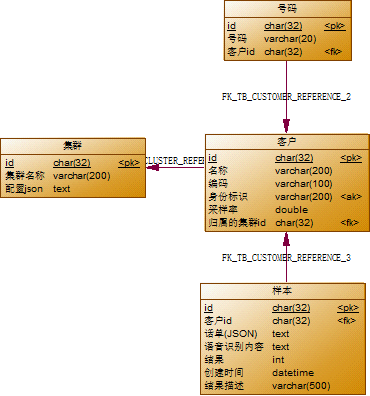 号码
id char(32) <pk>
号码 varchar(20)
客户id char(32) <fk>
FK_TB_CUSTOMER_REFERENCE_2
集群
id char(32) <pk>
集群名称 varchar(200)
配置json text
CLUSTER_REFER
客户
id char(32) <pk>
名称 varchar(200)
编码 varchar(100)
身份标识 varchar(200) <ak>
采样率 double
归属的集群id char(32) <fk>
FK_TB_CUSTOMER_REFERENCE_3
样本
id char(32) <pk>
客户id char(32) <fk>
话单(JSON) text
语音识别内容 text
结果 int
创建时间 datetime
结果描述 varchar(500)